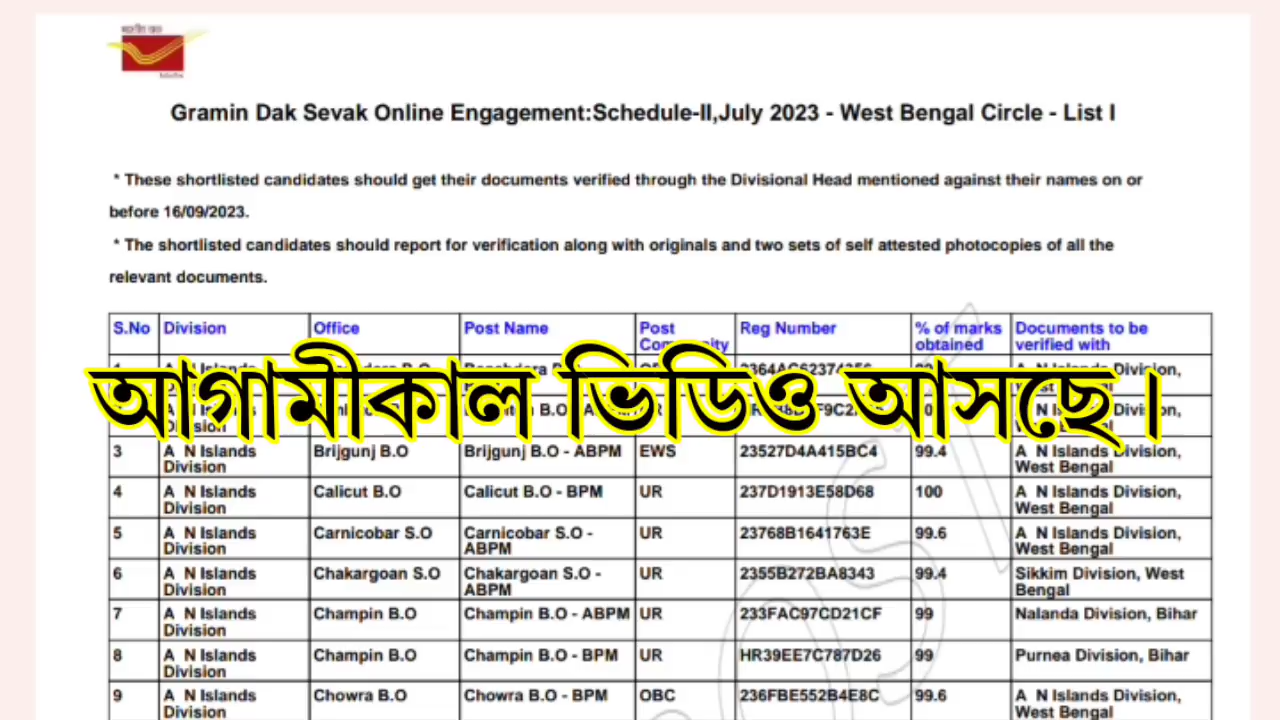 भारतीय डाक
Gramin Dak Sevak Online Engagement:Schedule-II,July 2023 - West Bengal Circle - List I
* These shortlisted candidates should get their documents verified through the Divisional Head mentioned against their names on or
before 16/09/2023.
* The shortlisted candidates should report for verification along with originals and two sets of self attested photocopies of all the
relevant documents.
S.No Division Office Post Name Post Community Reg Number % of marks obtained Documents to be verified with
আগামীকাল ভিডিও আসছে।
3 A N Islands Division Brijgunj B.O Brijgunj B.O - ABPM EWS 23527D4A415BC4 99.4 A N Islands Division, West Bengal
4 A N Islands Division Calicut B.O Calicut B.O - BPM UR 237D1913E58D68 100 A N Islands Division, West Bengal
5 A N Islands Division Carnicobar S.O Carnicobar S.O - ABPM UR 23768B1641763E 99.6 A N Islands Division, West Bengal
6 A N Islands Division Chakargoan S.O Chakargoan S.O - ABPM UR 2355B272BA8343 99.4 Sikkim Division, West Bengal
7 A N Islands Division Champin B.O Champin B.O - ABPM UR 233FAC97CD21CF 99 Nalanda Division, Bihar
8 A N Islands Division Champin B.O Champin B.O - BPM UR HR39EE7C787D26 99 Purnea Division, Bihar
9 A N Islands Division Chowra B.O Chowra B.O - BPM OBC 236FBE552B4E8C 99.6 A N Islands Division, West Bengal